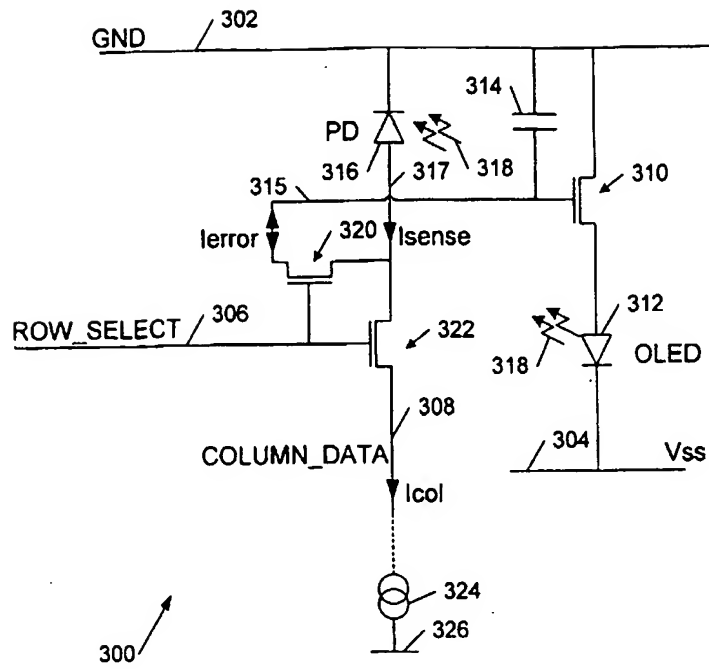 302
GND
314
PD
316
317
318
310
315
320
Ierror
Isense
306
ROW_SELECT
322
312
318
OLED
308
304
COLUMN_DATA
Vss
Icol
324
326
300